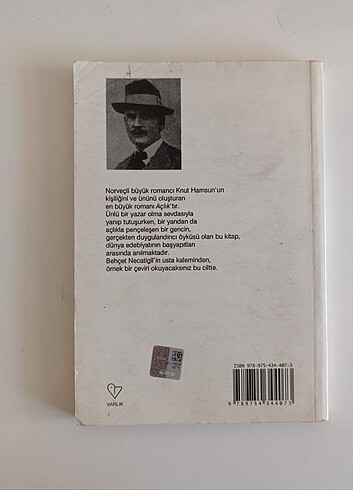 Norveçli büyük romancı Knut Hamsun'un
kişiliğini ve ününü oluşturan
en büyük romanı Açlık'tır.
Ünlü bir yazar olma sevdasıyla
yanıp tutuşurken, bir yandan da
açlıkla pençeleşen bir gencin,
gerçekten duygulandırıcı öyküsü olan bu kitap,
dünya edebiyatının başyapıtları
arasında anılmaktadır.
Behçet Necatigil'in usta kaleminden,
örnek bir çeviri okuyacaksınız bu ciltte.
VARLIK
ISBN 978-975-434-407-3
9 789754 344073